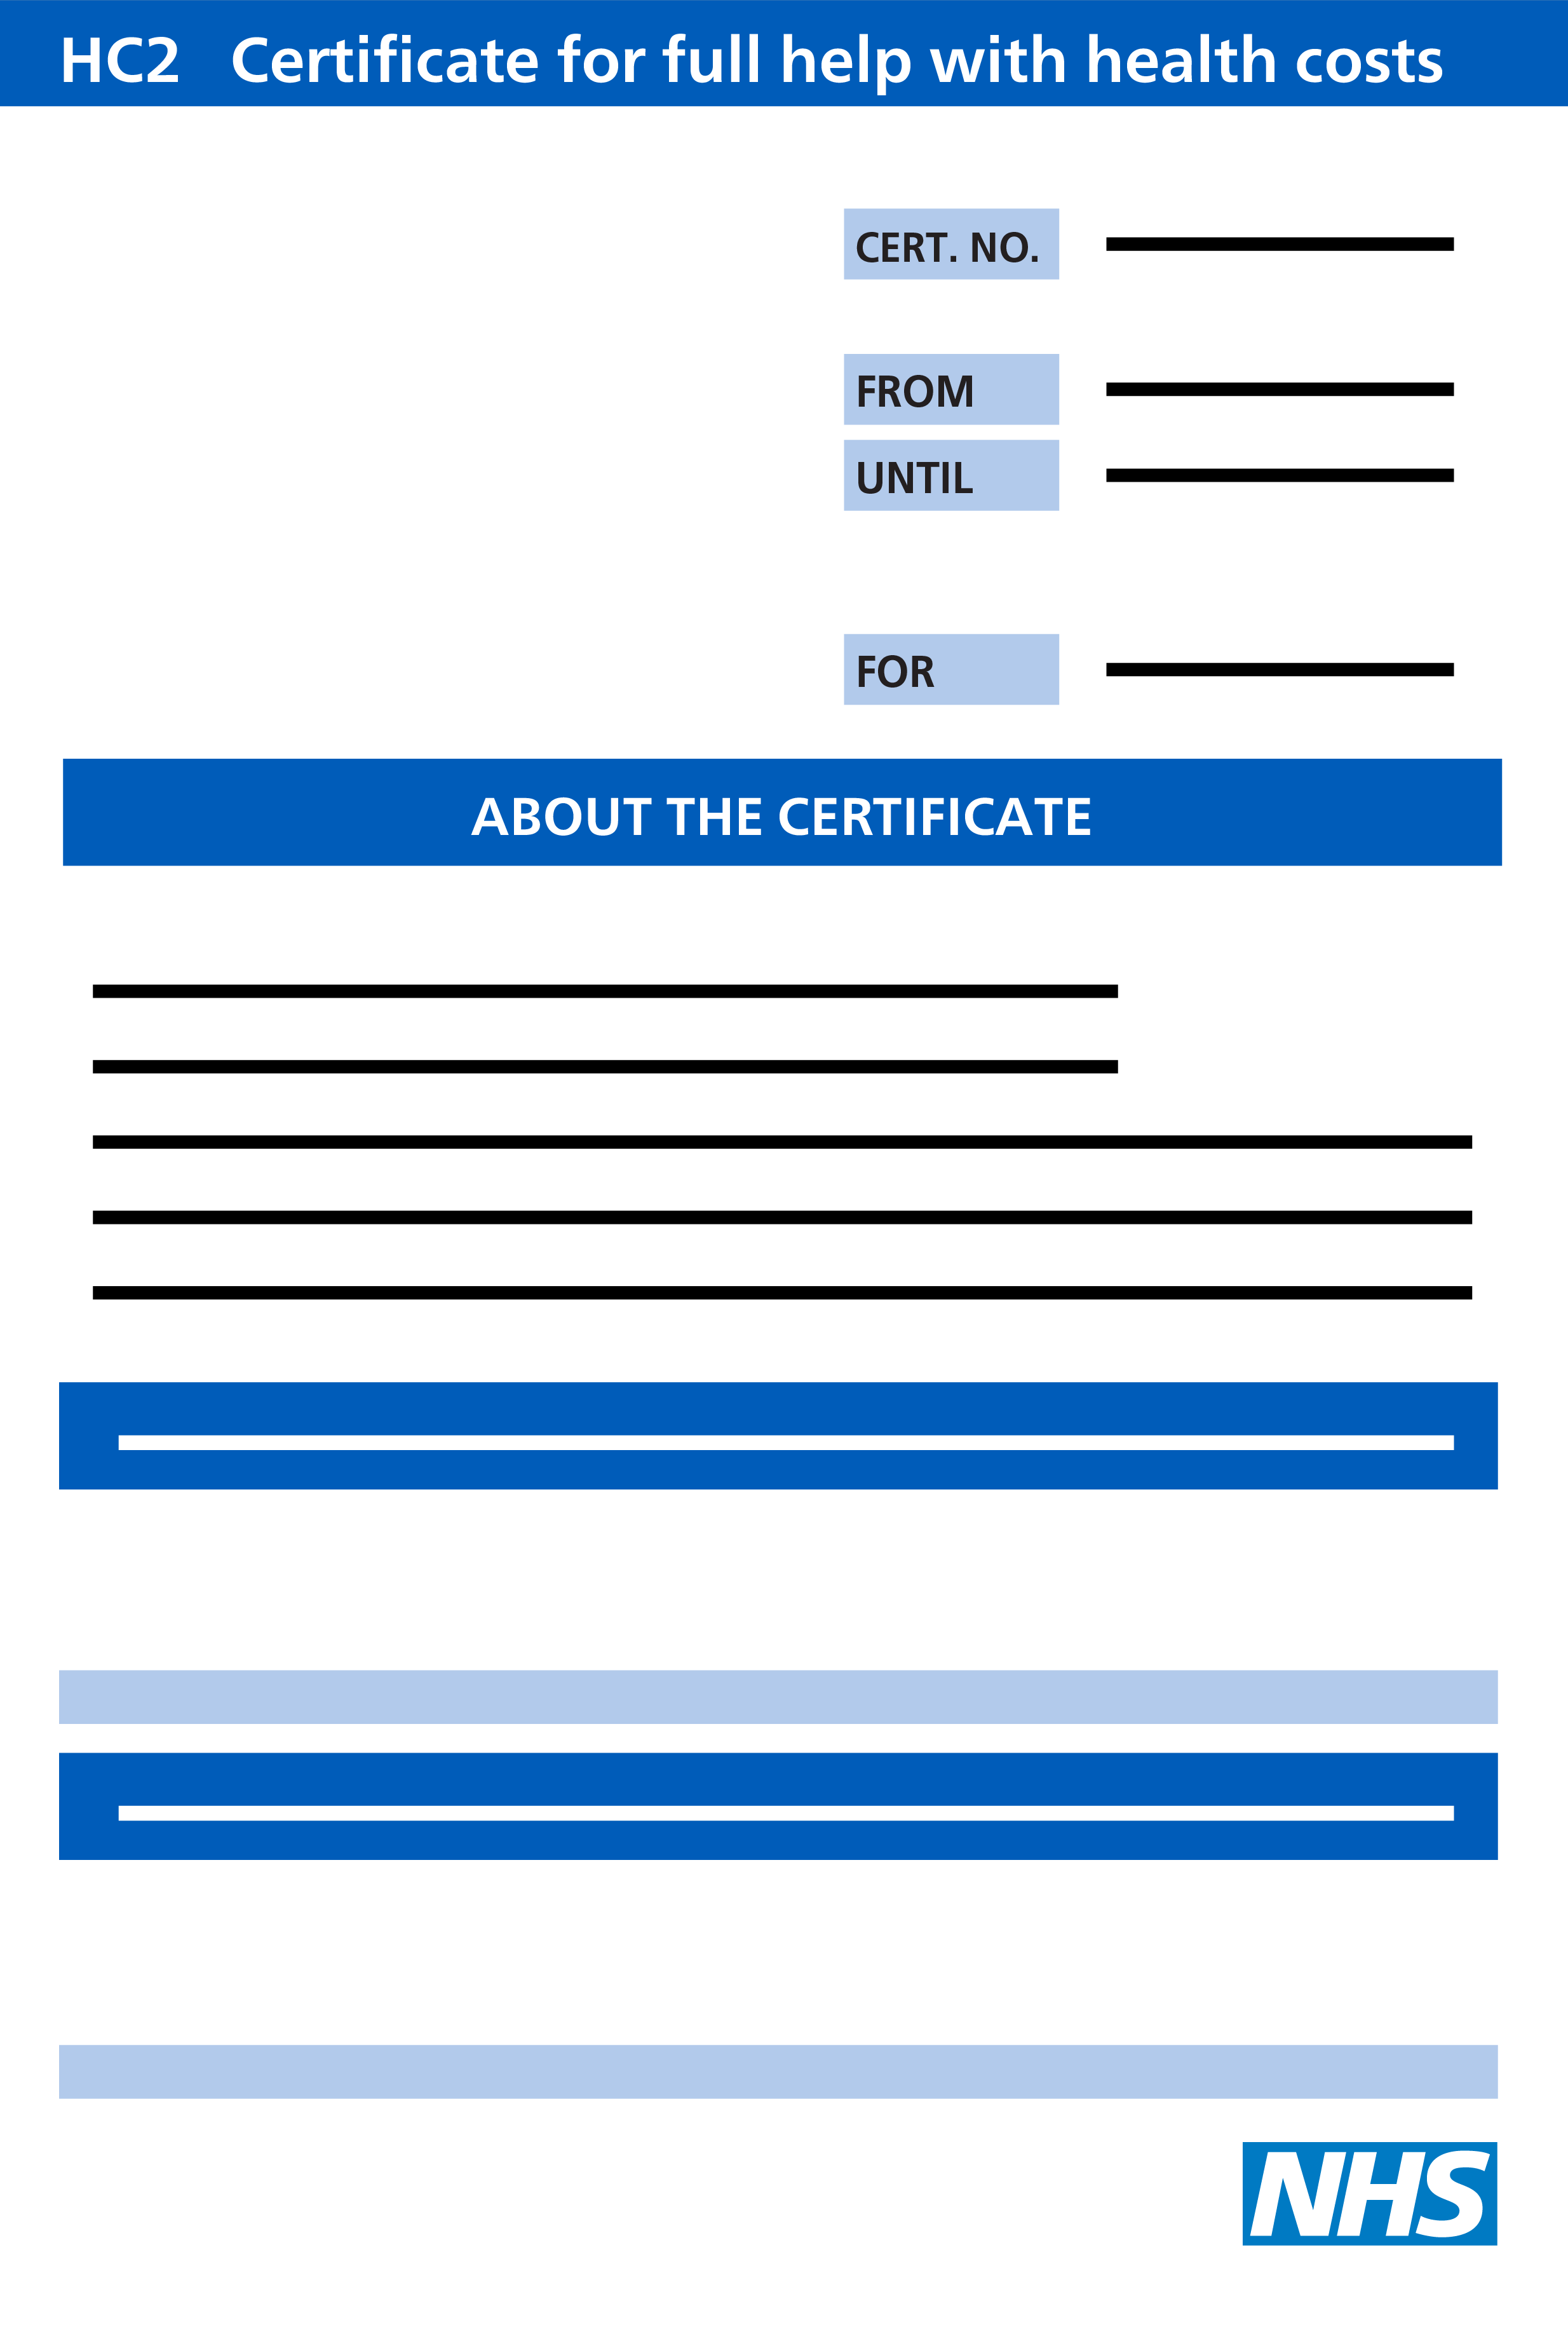 HC2 Certificate for full help with health costs
CERT. NO.
FROM
UNTIL
FOR
ABOUT THE CERTIFICATE
NHS